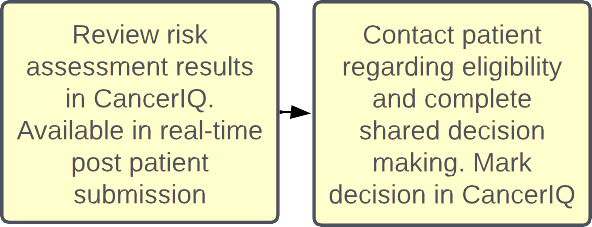 Review risk
assessment results
in CancerIQ.
Available in real-time
post patient
submission
Contact patient
regarding eligibility
and complete
shared decision
making. Mark
decision in CancerIQ